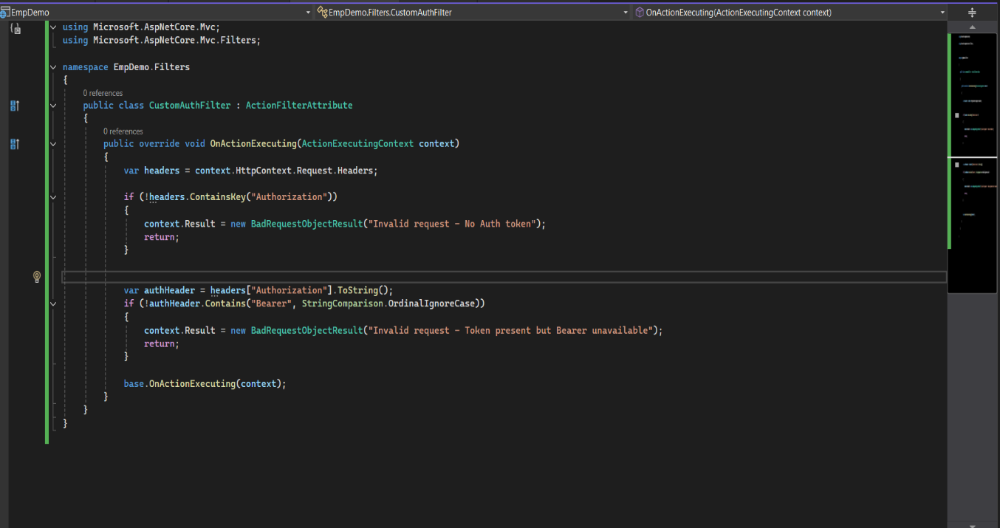 EmpDemo
EmpDemo.Filters.CustomAuthFilter
OnActionExecuting(ActionExecutingContext context)
using Microsoft.AspNetCore.Mvc;
using Microsoft.AspNetCore.Mvc.Filters;
namespace EmpDemo.Filters
{
0 references
public class CustomAuthFilter : ActionFilterAttribute
{
0 references
public override void OnActionExecuting(ActionExecutingContext context)
{
var headers = context.HttpContext.Request.Headers;
if (!headers.ContainsKey("Authorization"))
{
context.Result = new BadRequestObjectResult("Invalid request - No Auth token");
return;
}
var authHeader = headers["Authorization"].ToString();
if (!authHeader.Contains("Bearer", StringComparison.OrdinalIgnoreCase))
{
context.Result = new BadRequestObjectResult("Invalid request - Token present but Bearer unavailable");
return;
}
base.OnActionExecuting(context);
}
}
}